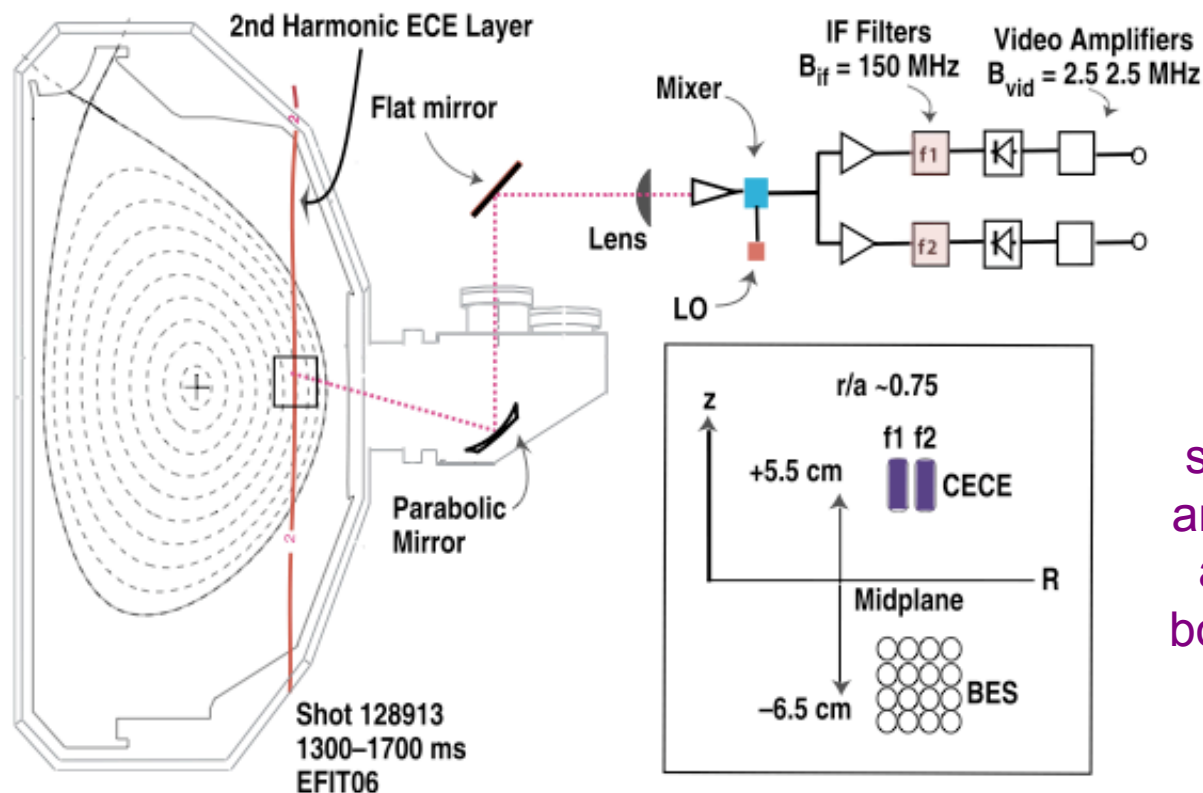 2nd Harmonic ECE Layer
Flat mirror
Mixer
IF Filters
B_if = 150 MHz
Video Amplifiers
B_vid = 2.5 2.5 MHz
f1
f2
Lens
LO
2
2
Parabolic
Mirror
Shot 128913
1300–1700 ms
EFIT06
r/a ~0.75
z
f1 f2
+5.5 cm
CECE
R
Midplane
BES
–6.5 cm